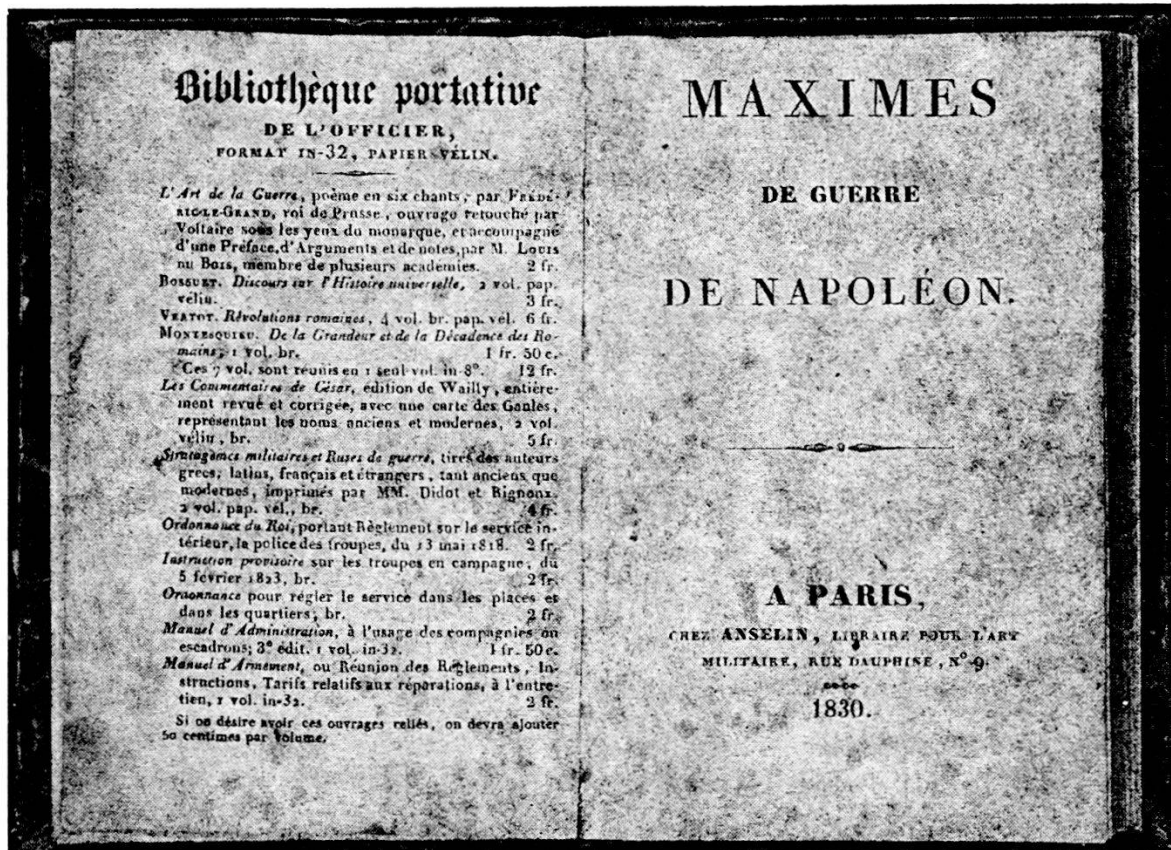 Bibliothèque portative
DE L'OFFICIER,
FORMAT IN-32, PAPIER VÉLIN.
L'Art de la Guerre, poème en six chants, par FRÉDÉ-
RIC-LE-GRAND, roi de Prusse, ouvrage retouché par
Voltaire sous les yeux du monarque, et accompagné
d'une Préface, d'Arguments et de notes, par M. LOUIS
DU BOIS, membre de plusieurs académies. 2 fr.
BOSSUET. Discours sur l'Histoire universelle, 2 vol. pap.
vélin. 3 fr.
VERTOT. Révolutions romaines, 4 vol. br. pap. vél. 6 fr.
MONTESQUIEU. De la Grandeur et de la Décadence des Ro-
mains, 1 vol. br. 1 fr. 50 c.
Ces 7 vol. sont réunis en 1 seul vol. in-8°. 12 fr.
Les Commentaires de César, édition de Wailly, entière-
ment revue et corrigée, avec une carte des Gaules,
représentant les noms anciens et modernes, 2 vol.
vélin, br. 5 fr.
Stratagèmes militaires et Ruses de guerre, tirés des auteurs
grecs, latins, français et étrangers, tant anciens que
modernes, imprimés par MM. Didot et Rignoux.
2 vol. pap. vél., br. 4 fr.
Ordonnance du Roi, portant Règlement sur le service in-
térieur, la police des troupes, du 13 mai 1818. 2 fr.
Instruction provisoire sur les troupes en campagne, du
5 février 1823, br. 2 fr.
Ordonnance pour régler le service dans les places et
dans les quartiers, br. 2 fr.
Manuel d'Administration, à l'usage des compagnies ou
escadrons; 3e édit. 1 vol. in-32. 1 fr. 50 c.
Manuel d'Armement, ou Réunion des Règlements, In-
structions, Tarifs relatifs aux réparations, à l'entre-
tien, 1 vol. in-32. 2 fr.
Si on désire avoir ces ouvrages reliés, on devra ajouter
50 centimes par volume.
MAXIMES
DE GUERRE
DE NAPOLÉON.
A PARIS,
CHEZ ANSELIN, LIBRAIRE POUR L'ART
MILITAIRE, RUE DAUPHINE, N° 9.
1830.